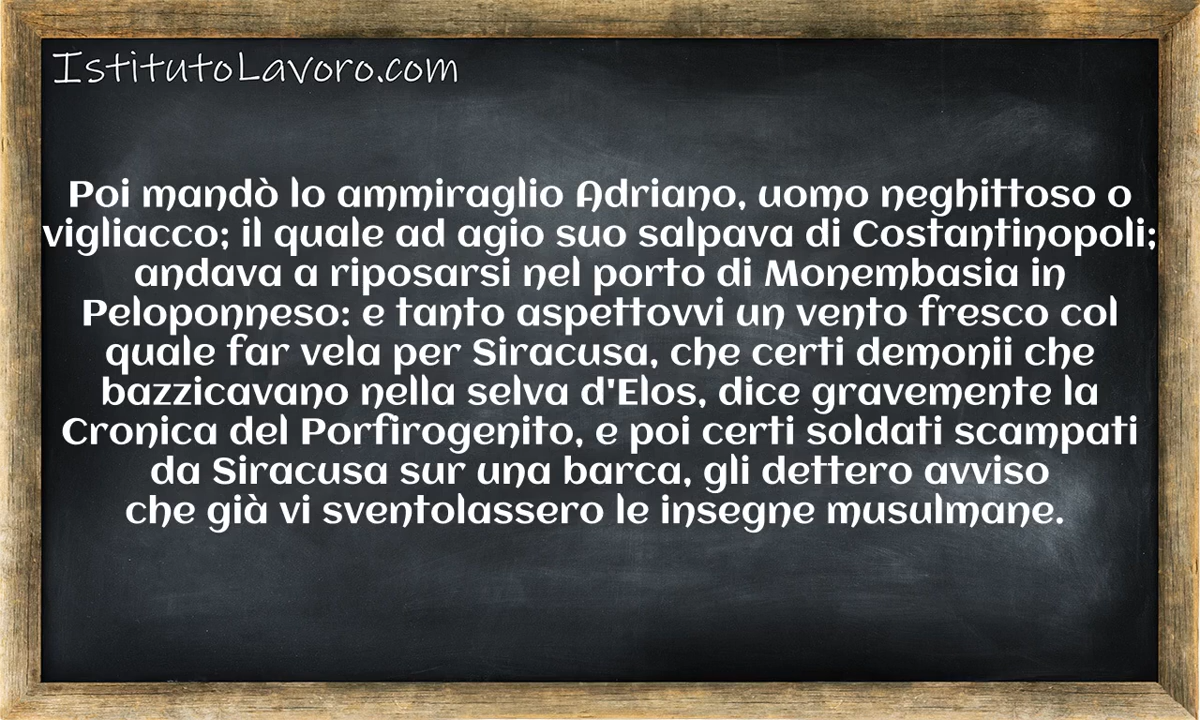 IstitutoLavoro.com
Poi mandò lo ammiraglio Adriano, uomo neghittoso o
vigliacco; il quale ad agio suo salpava di Costantinopoli;
andava a riposarsi nel porto di Monembasia in
Peloponneso: e tanto aspettovvi un vento fresco col
quale far vela per Siracusa, che certi demonii che
bazzicavano nella selva d'Elos, dice gravemente la
Cronica del Porfirogenito, e poi certi soldati scampati
da Siracusa sur una barca, gli dettero avviso
che già vi sventolassero le insegne musulmane.